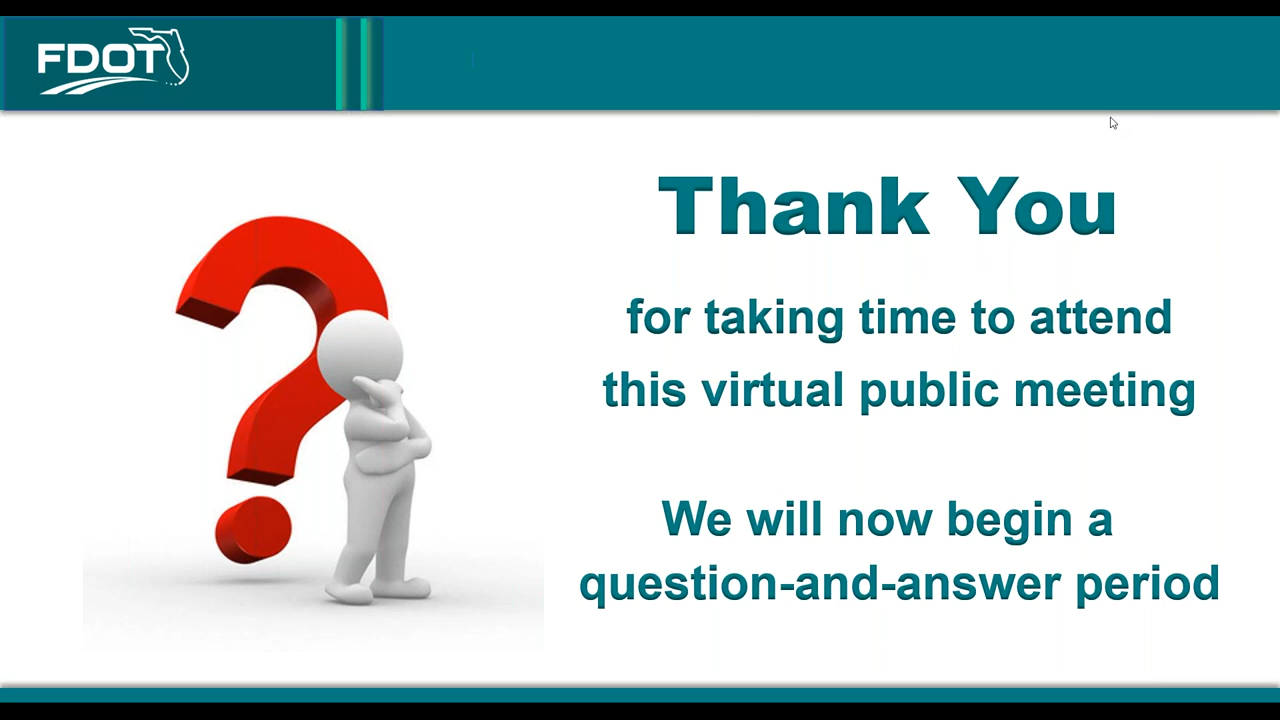 FDOT
Thank You
for taking time to attend
this virtual public meeting
We will now begin a
question-and-answer period